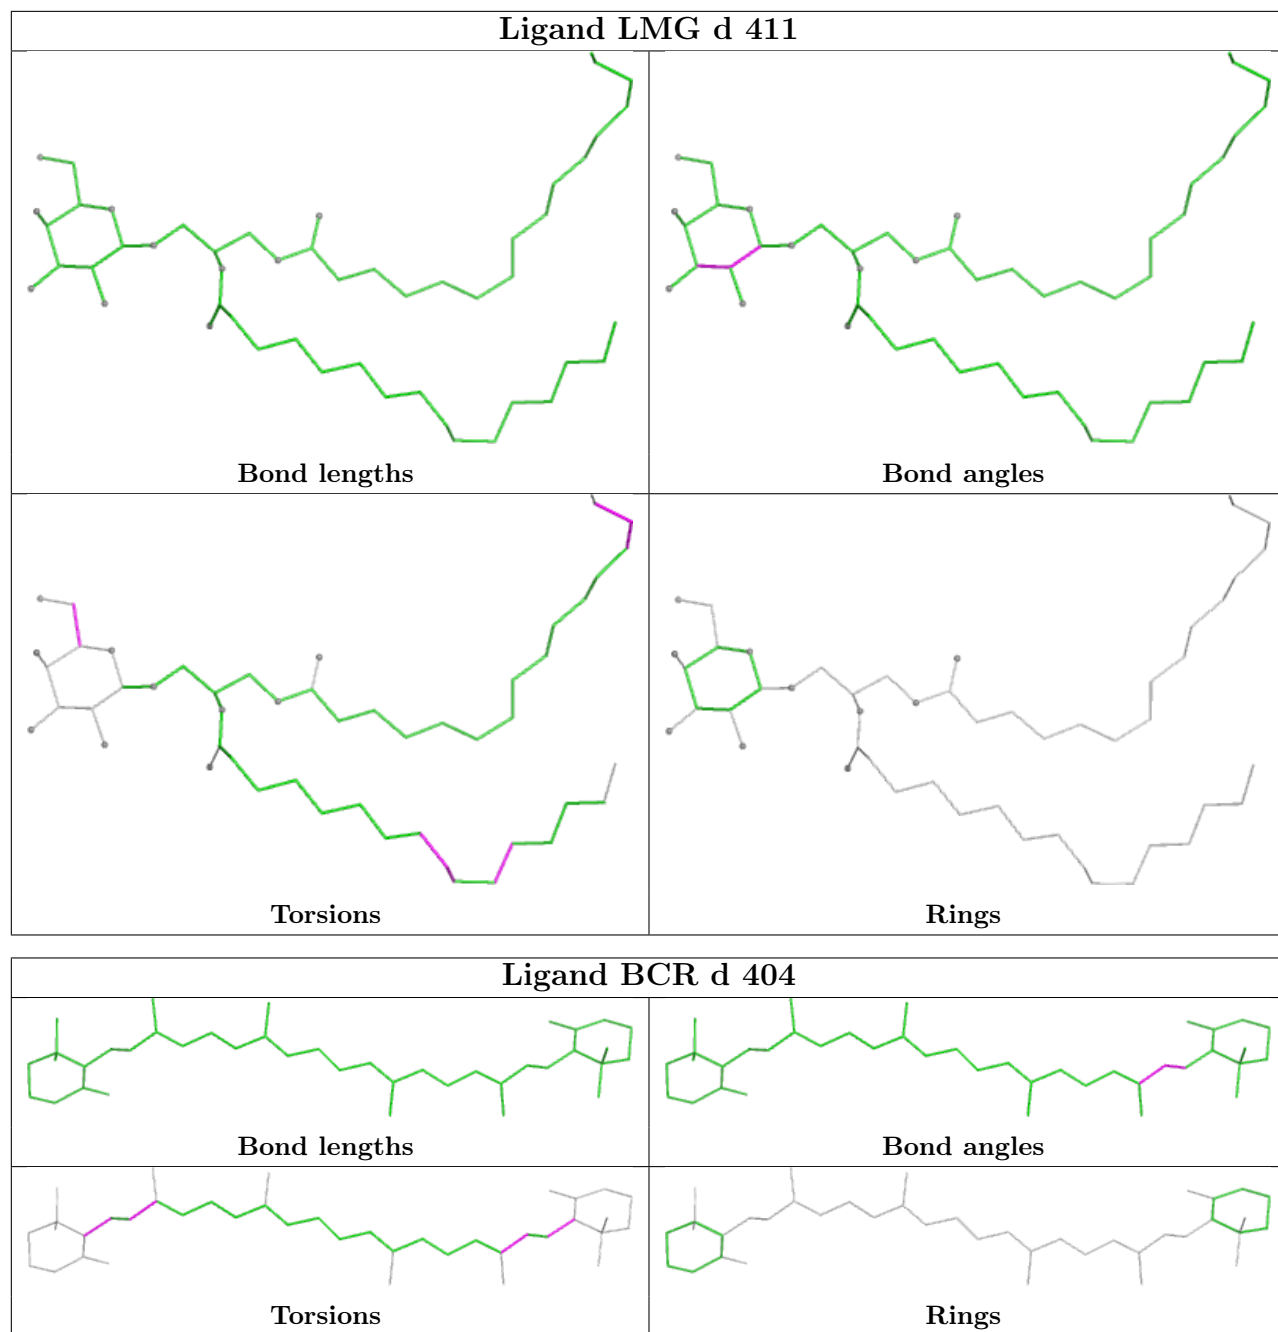 Ligand LMG d 411
Bond lengths
Bond angles
Torsions
Rings
Ligand BCR d 404
Bond lengths
Bond angles
Torsions
Rings